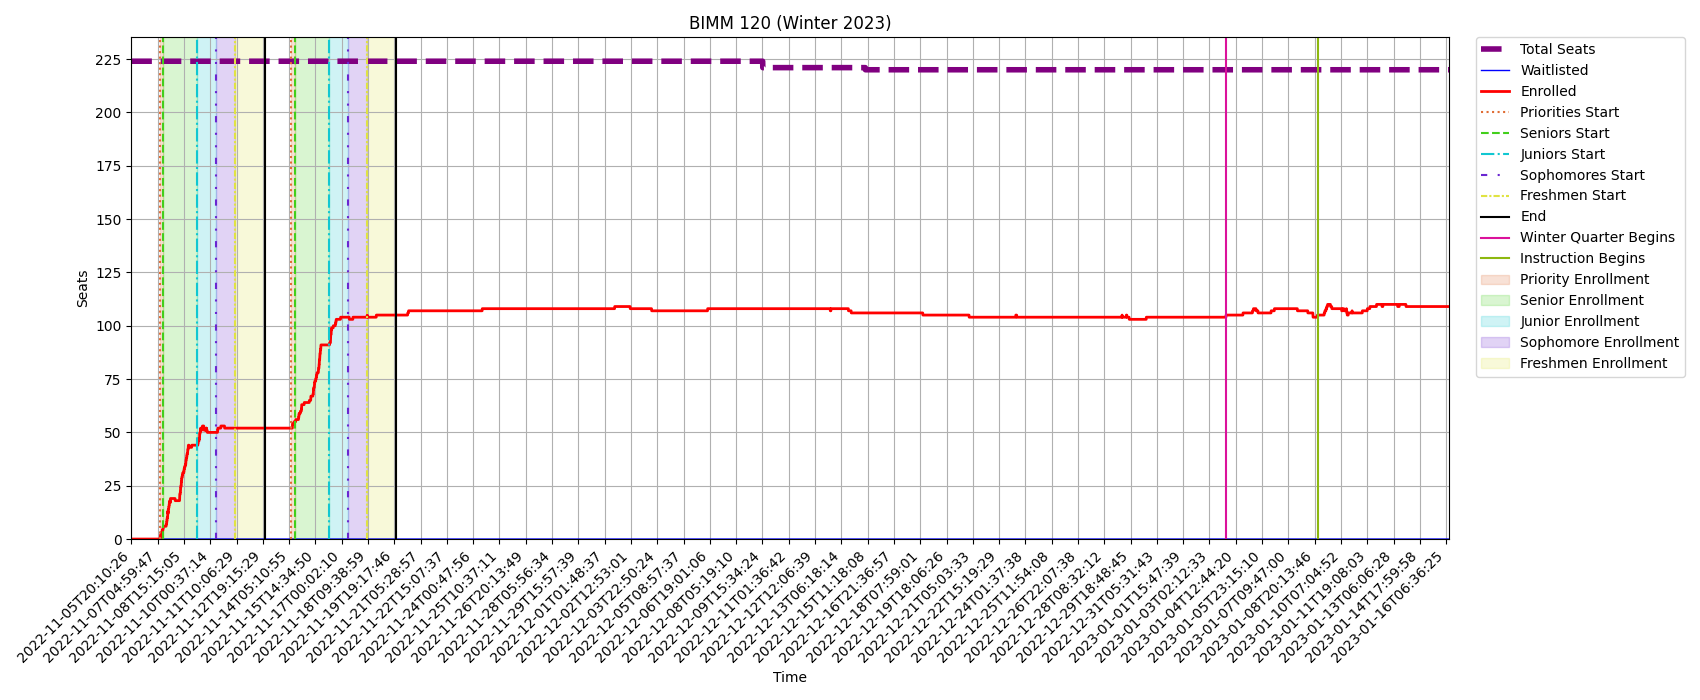 BIMM 120 (Winter 2023)
Seats
225
200
175
150
125
100
75
50
25
0
2022-11-05T20:10:26
2022-11-07T04:59:47
2022-11-08T15:15:05
2022-11-10T00:37:14
2022-11-11T10:06:29
2022-11-12T19:15:29
2022-11-14T05:10:55
2022-11-15T14:34:50
2022-11-17T00:02:10
2022-11-18T09:38:59
2022-11-19T19:17:46
2022-11-21T05:28:57
2022-11-22T15:07:37
2022-11-24T00:47:56
2022-11-25T10:37:11
2022-11-26T20:13:49
2022-11-28T05:56:34
2022-11-29T15:57:39
2022-12-01T01:48:37
2022-12-02T12:53:01
2022-12-03T22:50:24
2022-12-05T08:57:37
2022-12-06T19:01:06
2022-12-08T05:19:10
2022-12-09T15:34:24
2022-12-11T01:36:42
2022-12-12T12:06:39
2022-12-13T06:18:14
2022-12-15T11:18:08
2022-12-16T21:36:57
2022-12-18T07:59:01
2022-12-19T18:06:26
2022-12-21T05:03:33
2022-12-22T15:19:29
2022-12-24T01:37:38
2022-12-25T11:54:08
2022-12-26T22:07:38
2022-12-28T08:32:12
2022-12-29T18:48:45
2022-12-31T05:31:43
2023-01-01T15:47:39
2023-01-03T02:12:33
2023-01-04T12:44:20
2023-01-05T23:15:10
2023-01-07T09:47:00
2023-01-08T20:13:46
2023-01-10T07:04:52
2023-01-11T19:08:03
2023-01-13T06:06:28
2023-01-14T17:59:58
2023-01-16T06:36:25
Time
Total Seats
Waitlisted
Enrolled
Priorities Start
Seniors Start
Juniors Start
Sophomores Start
Freshmen Start
End
Winter Quarter Begins
Instruction Begins
Priority Enrollment
Senior Enrollment
Junior Enrollment
Sophomore Enrollment
Freshmen Enrollment